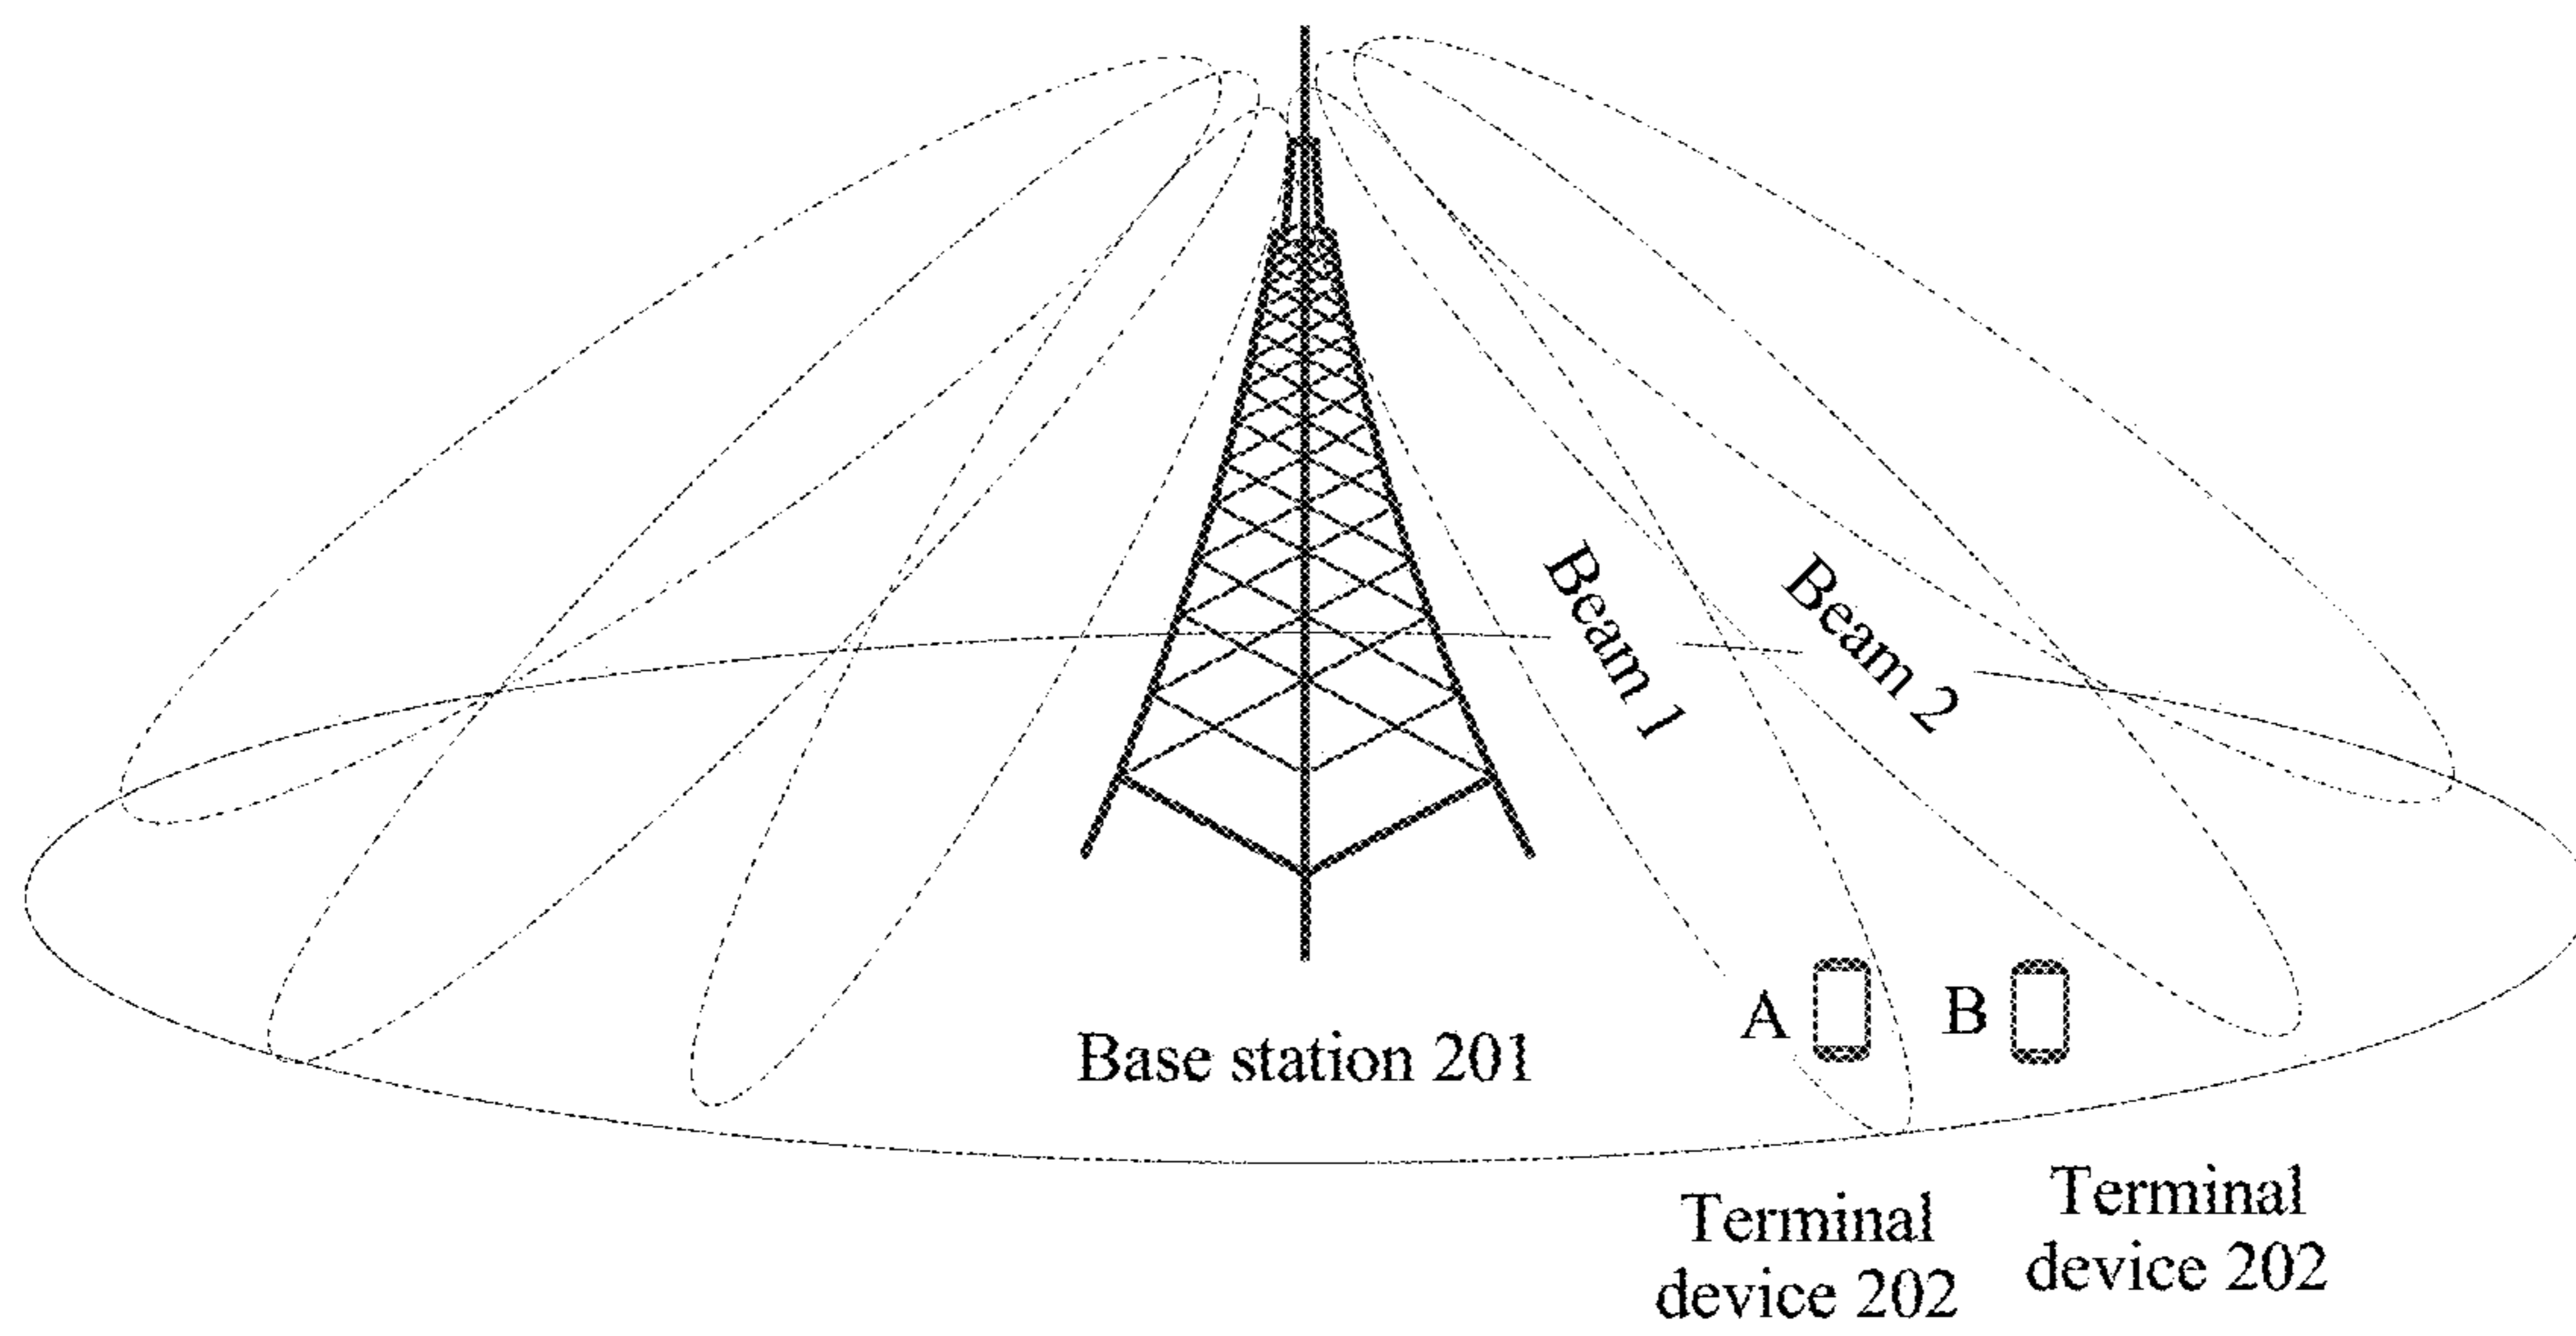 Beam 1
Beam 2
A
B
Base station 201
Terminal
device 202
Terminal
device 202